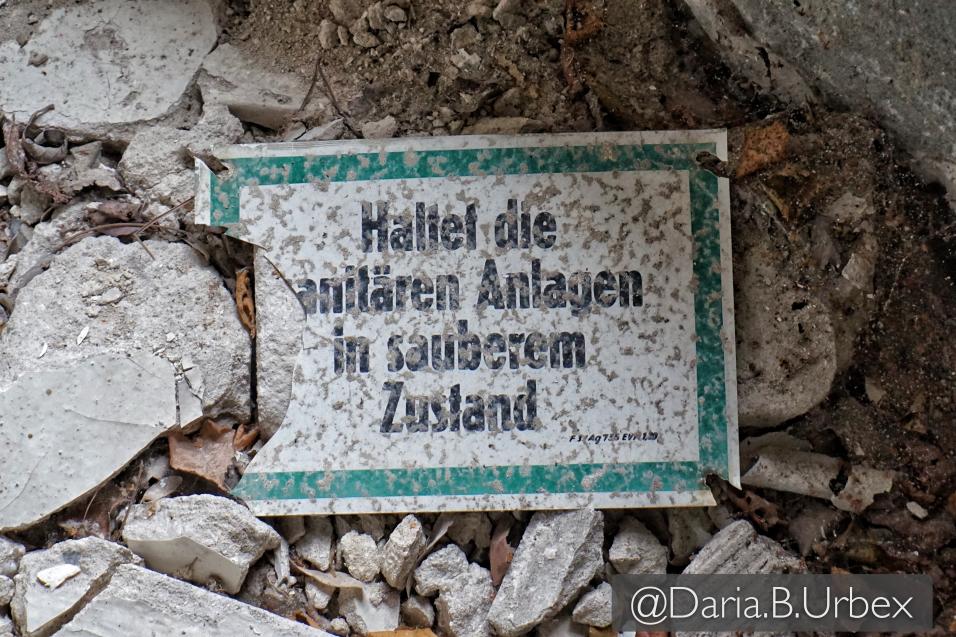 Haltet die
anitären Anlagen
in sauberem
Zustand
@Daria.B.Urbex